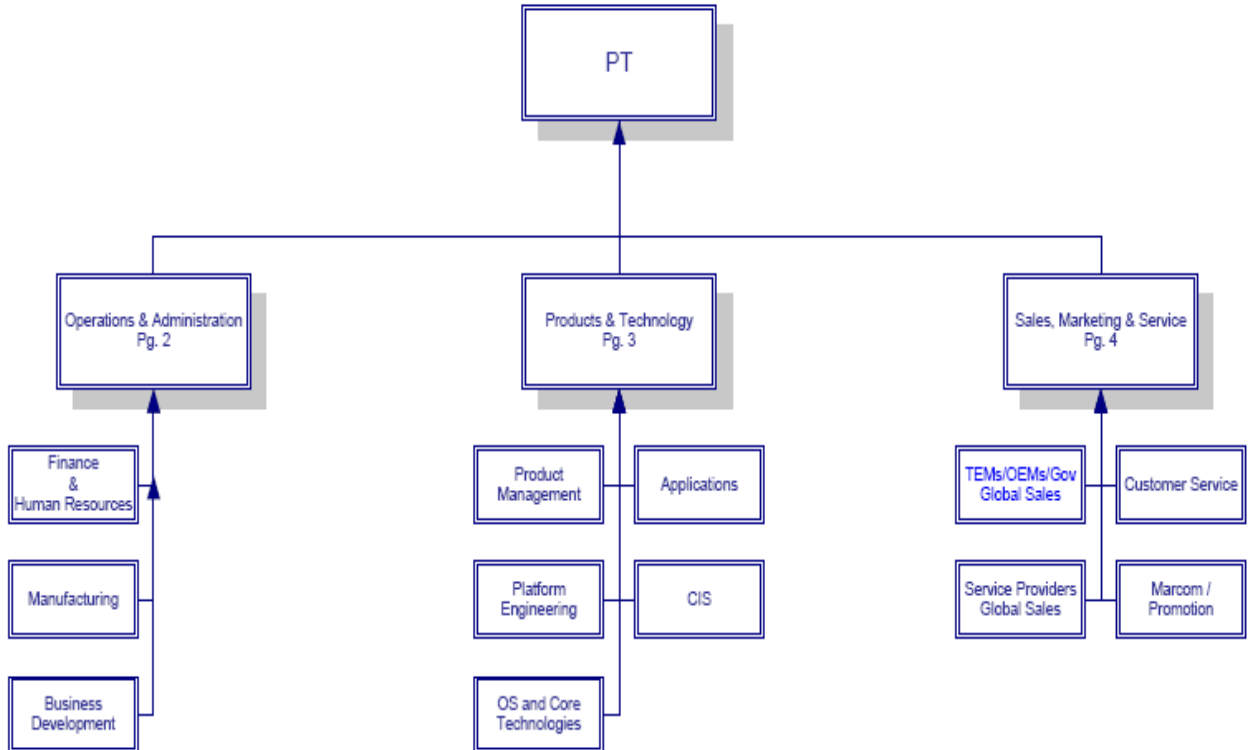 PT
Operations & Administration
Pg. 2
Products & Technology
Pg. 3
Sales, Marketing & Service
Pg. 4
Finance
&
Human Resources
Manufacturing
Business
Development
Product
Management
Applications
Platform
Engineering
CIS
OS and Core
Technologies
TEMs/OEMs/Gov
Global Sales
Customer Service
Service Providers
Global Sales
Marcom /
Promotion